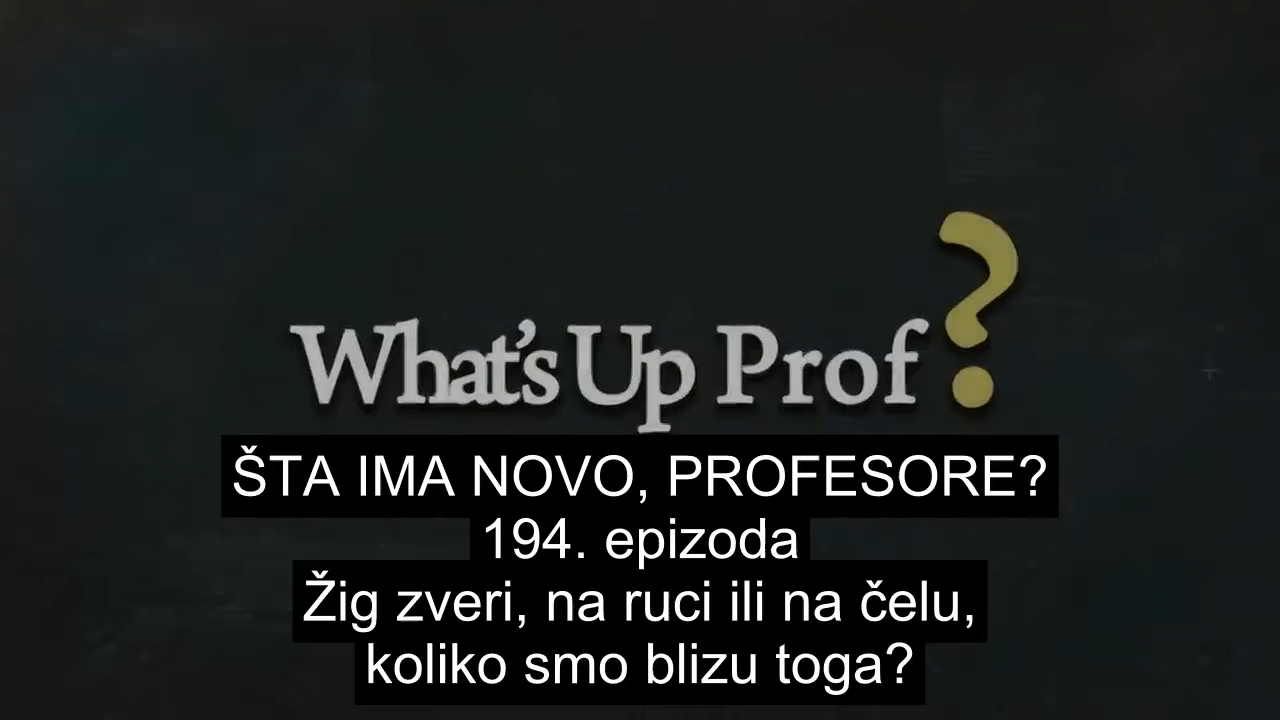 What's Up Prof?
ŠTA IMA NOVO, PROFESORE?
194. epizoda
Žig zveri, na ruci ili na čelu,
koliko smo blizu toga?